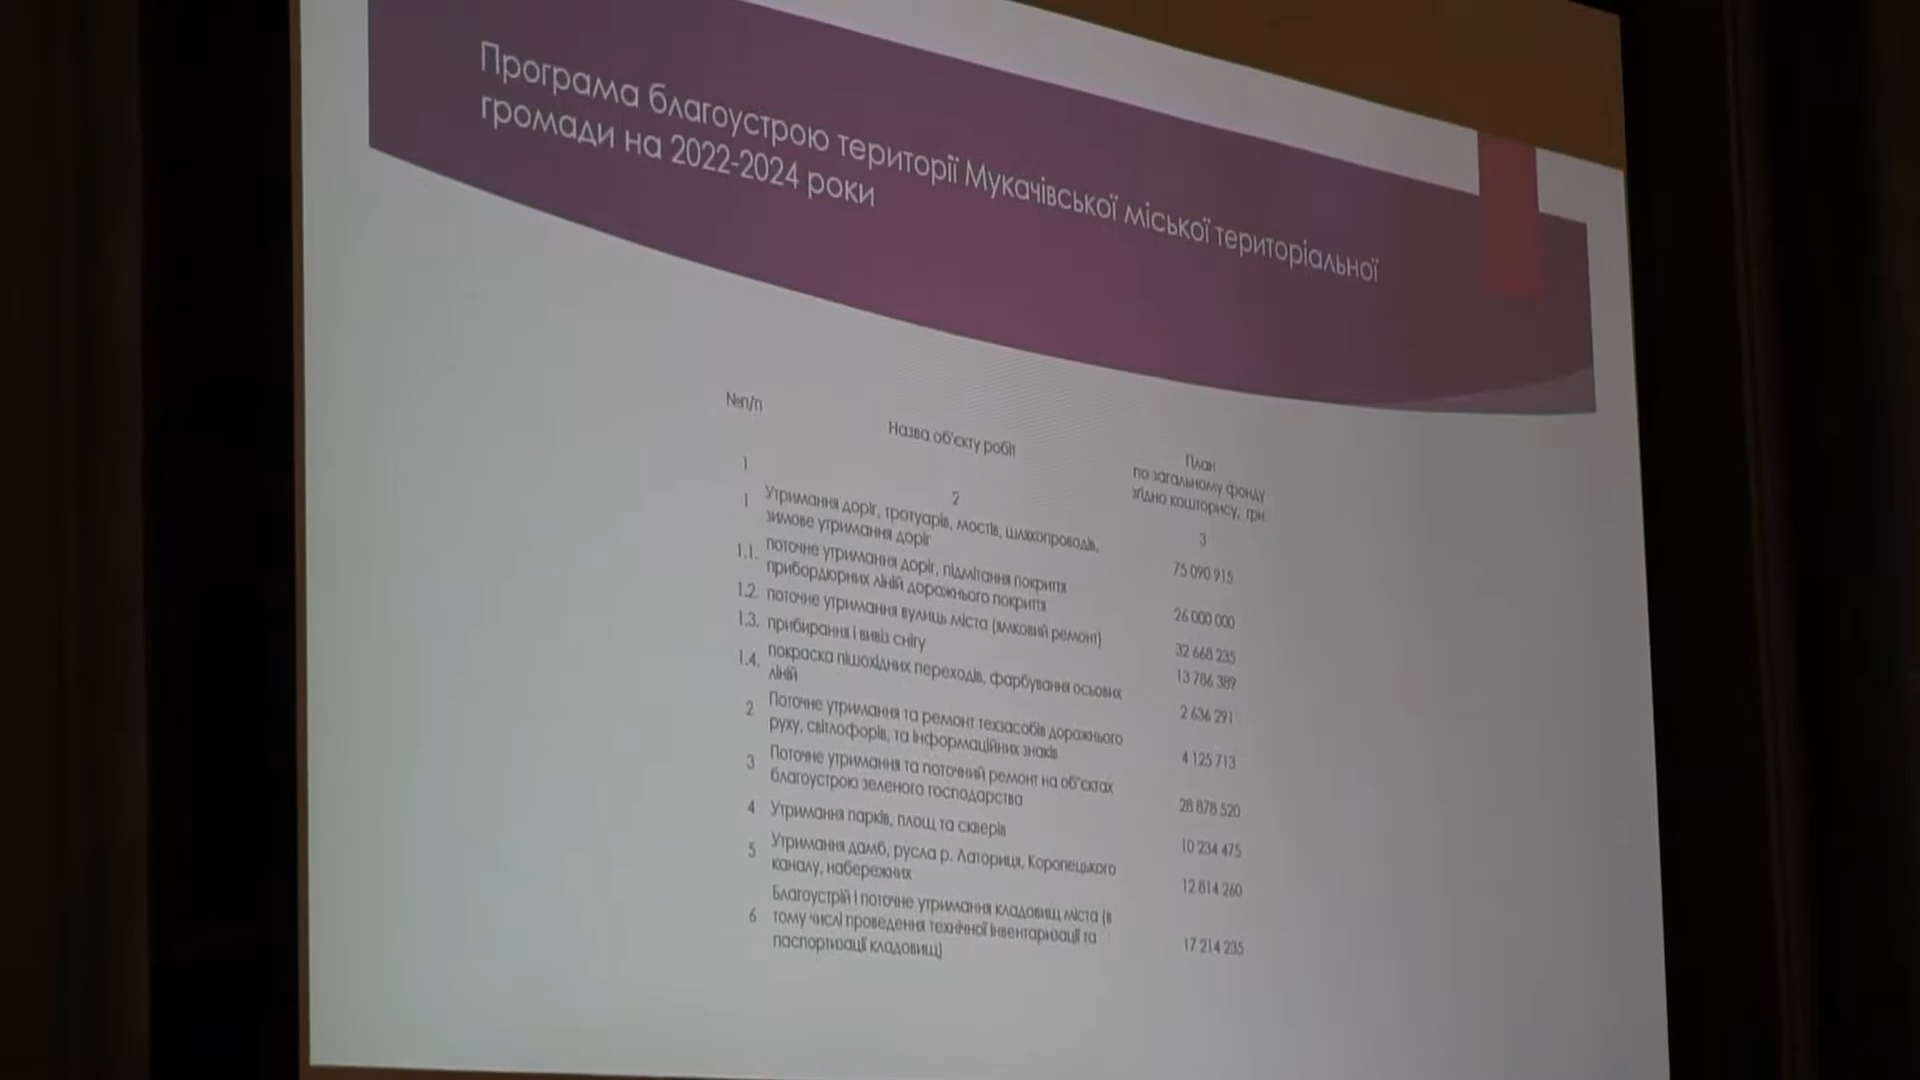 Програма благоустрою території Мукачівської міської територіальної
громади на 2022-2024 роки
№п/п
Назва об'єкту робіт
План
по загальному фонду
згідно кошторису, грн.
1
2
3
1 Утримання доріг, тротуарів, мостів, шляхопроводів,
зимове утримання доріг
75 090 915
1.1. поточне утримання доріг, підмітання покриття
прибордюрних ліній дорожнього покриття
26 000 000
1.2. поточне утримання вулиць міста (ямковий ремонт)
32 668 235
1.3. прибирання і вивіз снігу
13 786 389
1.4. покраска пішохідних переходів, фарбування осьових
ліній
2 636 291
2 Поточне утримання та ремонт техзасобів дорожнього
руху, світлофорів, та інформаційних знаків
4 125 713
3 Поточне утримання та поточний ремонт на об'єктах
благоустрою зеленого господарства
28 878 520
4 Утримання парків, площ та скверів
10 234 475
5 Утримання дамб, русла р. Латориця, Коропецького
каналу, набережних
12 814 260
Благоустрій і поточне утримання кладовищ міста (в
6 тому числі проведення технічної інвентаризації та
паспортизації кладовищ)
17 214 235